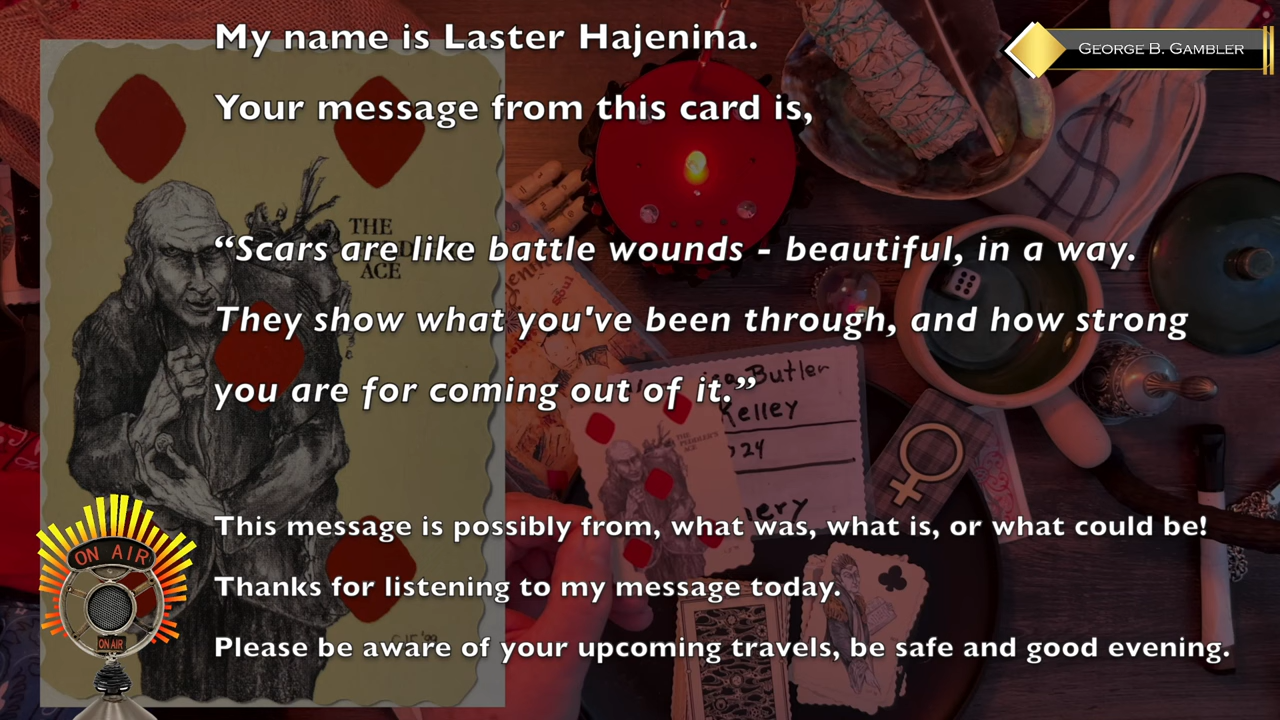 My name is Laster Hajenina.
GEORGE B. GAMBLER
Your message from this card is,
THE
ACE
“Scars are like battle wounds - beautiful, in a way.
They show what you've been through, and how strong
you are for coming out of it.”
Butler
Kelley
24
THE
ACE
This message is possibly from, what was, what is, or what could be!
ON AIR
Thanks for listening to my message today.
ON AIR
Please be aware of your upcoming travels, be safe and good evening.